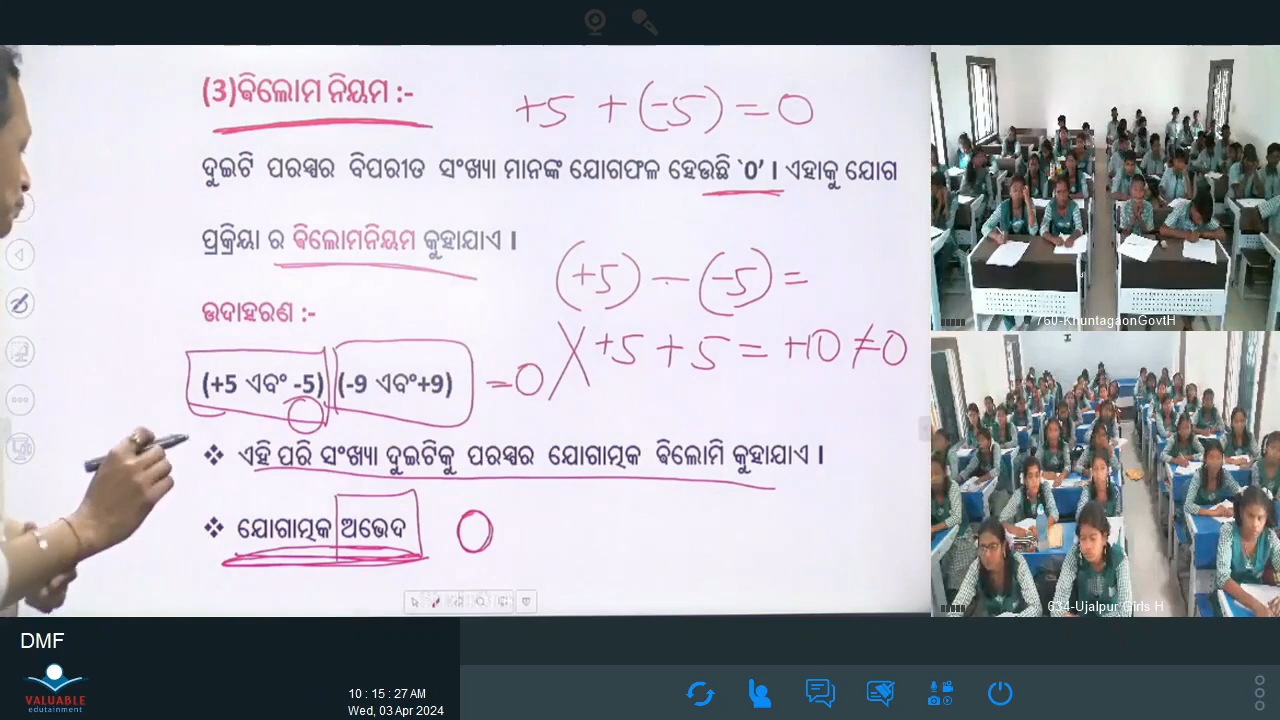 (3)ବିଲୋମ ନିୟମ :-
+5 + (-5) = 0
ଦୁଇଟି ପରସ୍ପର ବିପରୀତ ସଂଖ୍ୟା ମାନଙ୍କ ଯୋଗଫଳ ହେଉଛି `0' । ଏହାକୁ ଯୋଗ
ପ୍ରକ୍ରିୟା ର ବିଲୋମନିୟମ କୁହାଯାଏ ।
(+5) - (-5) =
ଉଦାହରଣ :-
+5 + 5 = +10 ≠ 0
(+5 ଏବଂ -5) (-9 ଏବଂ+9) = 0
❖ ଏହି ପରି ସଂଖ୍ୟା ଦୁଇଟିକୁ ପରସ୍ପର ଯୋଗାତ୍ମକ ବିଲୋମି କୁହାଯାଏ ।
❖ ଯୋଗାତ୍ମକ ଅଭେଦ 0
760-KhuntagaonGovtH
634-Ujalpur Girls H
DMF
VALUABLE
edutainment
10 : 15 : 27 AM
Wed, 03 Apr 2024